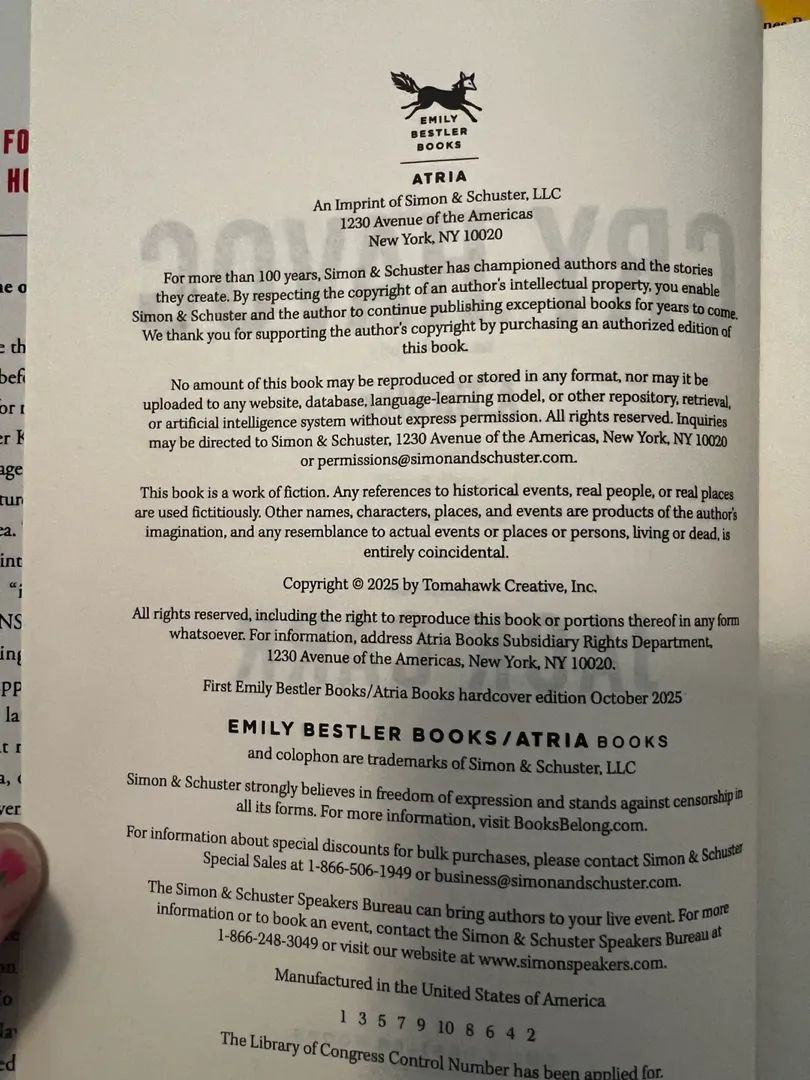 EMILY
BESTLER
BOOKS
ATRIA
An Imprint of Simon & Schuster, LLC
1230 Avenue of the Americas
New York, NY 10020
For more than 100 years, Simon & Schuster has championed authors and the stories
they create. By respecting the copyright of an author's intellectual property, you enable
Simon & Schuster and the author to continue publishing exceptional books for years to come.
We thank you for supporting the author's copyright by purchasing an authorized edition of
this book.
No amount of this book may be reproduced or stored in any format, nor may it be
uploaded to any website, database, language-learning model, or other repository, retrieval,
or artificial intelligence system without express permission. All rights reserved. Inquiries
may be directed to Simon & Schuster, 1230 Avenue of the Americas, New York, NY 10020
or permissions@simonandschuster.com.
This book is a work of fiction. Any references to historical events, real people, or real places
are used fictitiously. Other names, characters, places, and events are products of the author's
imagination, and any resemblance to actual events or places or persons, living or dead, is
entirely coincidental.
Copyright © 2025 by Tomahawk Creative, Inc.
All rights reserved, including the right to reproduce this book or portions thereof in any form
whatsoever. For information, address Atria Books Subsidiary Rights Department,
1230 Avenue of the Americas, New York, NY 10020.
First Emily Bestler Books/Atria Books hardcover edition October 2025
EMILY BESTLER BOOKS/ATRIA BOOKS
and colophon are trademarks of Simon & Schuster, LLC
Simon & Schuster strongly believes in freedom of expression and stands against censorship in
all its forms. For more information, visit BooksBelong.com.
For information about special discounts for bulk purchases, please contact Simon & Schuster
Special Sales at 1-866-506-1949 or business@simonandschuster.com.
The Simon & Schuster Speakers Bureau can bring authors to your live event. For more
information or to book an event, contact the Simon & Schuster Speakers Bureau at
1-866-248-3049 or visit our website at www.simonspeakers.com.
Manufactured in the United States of America
1 3 5 7 9 10 8 6 4 2
The Library of Congress Control Number has been applied for.